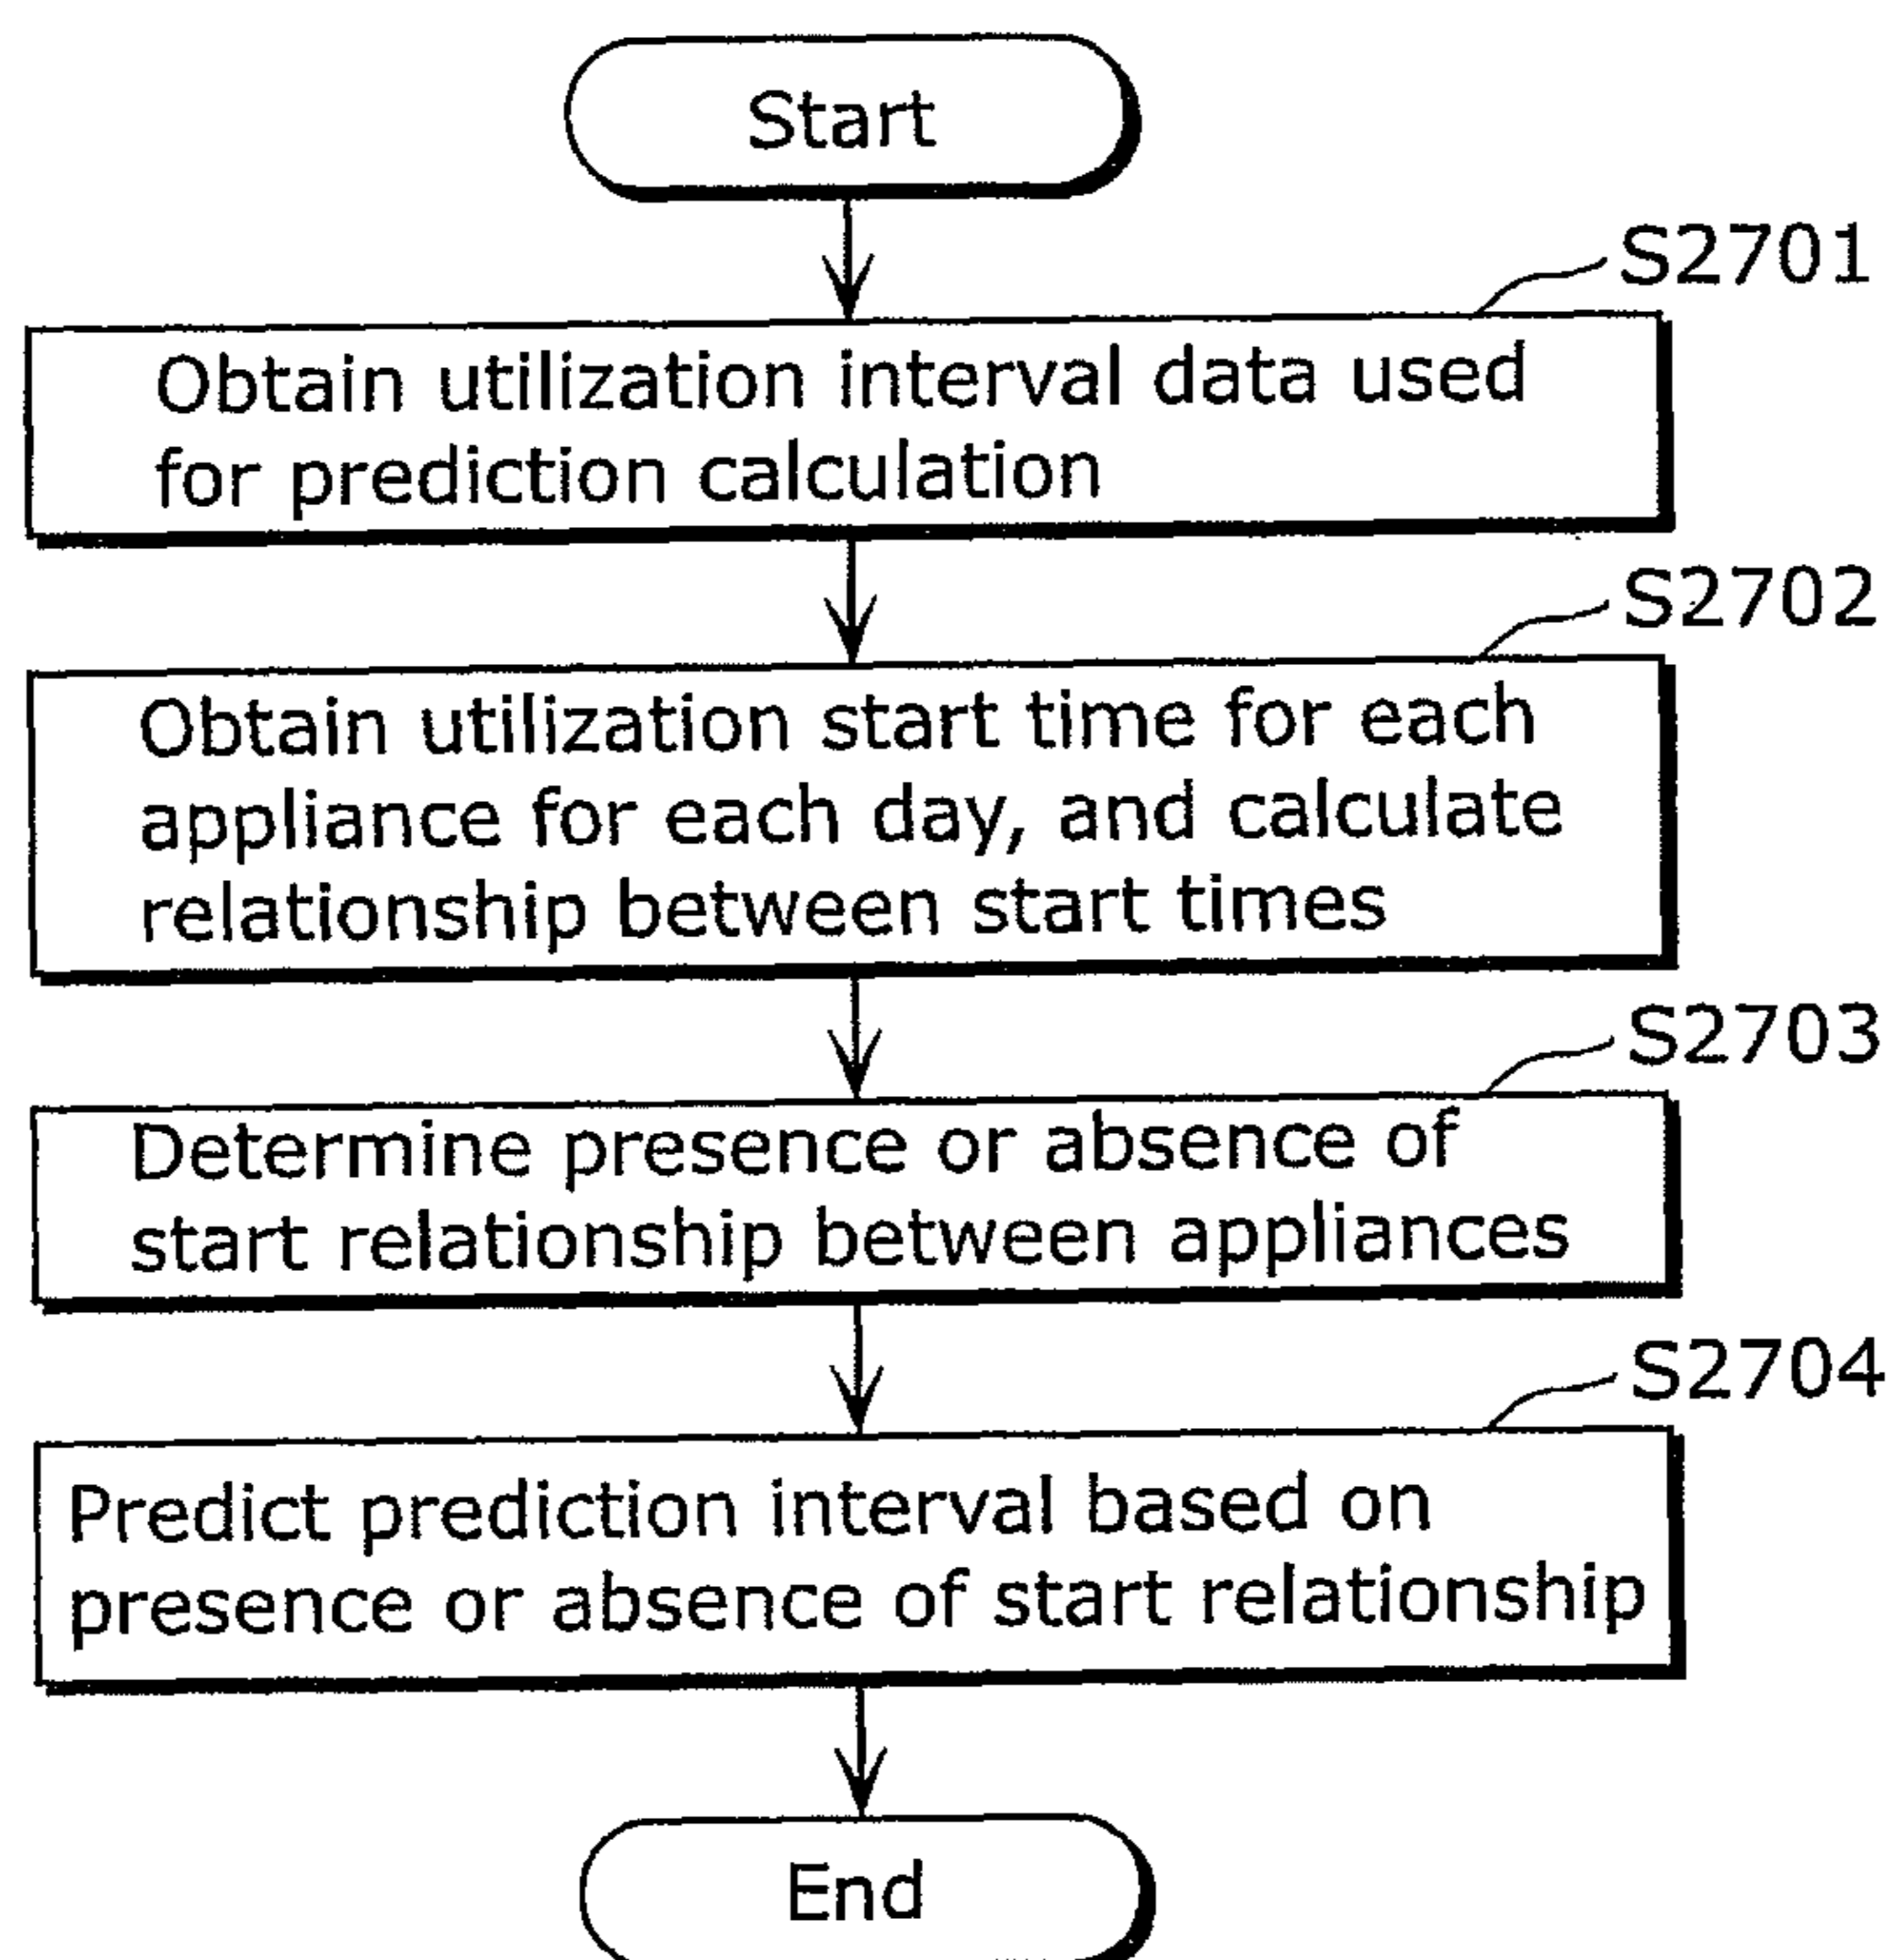 Start
S2701
Obtain utilization interval data used
for prediction calculation
S2702
Obtain utilization start time for each
appliance for each day, and calculate
relationship between start times
S2703
Determine presence or absence of
start relationship between appliances
S2704
Predict prediction interval based on
presence or absence of start relationship
End